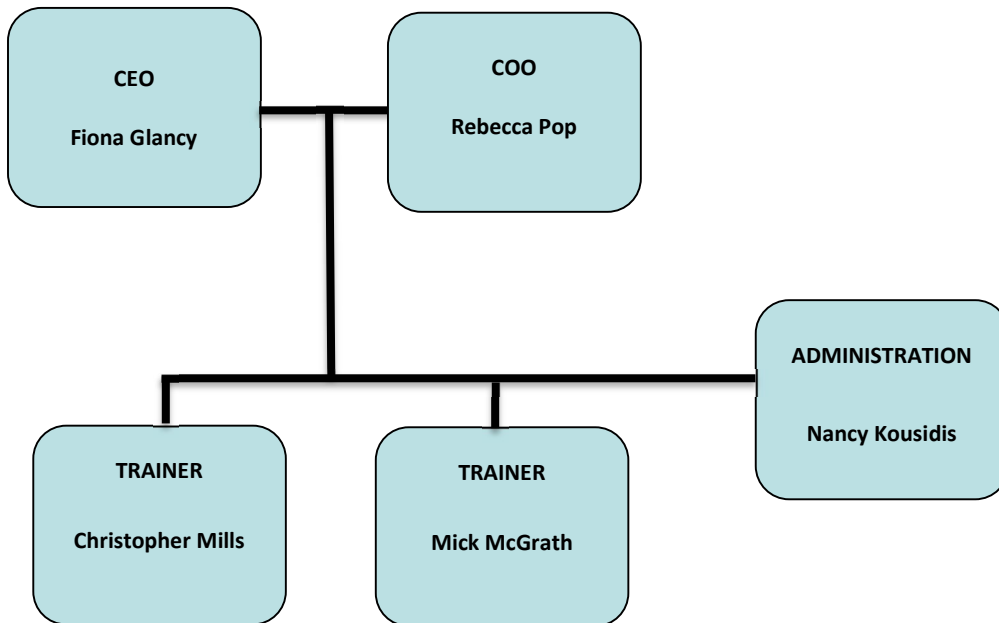 CEO
Fiona Glancy
COO
Rebecca Pop
ADMINISTRATION
Nancy Kousidis
TRAINER
Christopher Mills
TRAINER
Mick McGrath